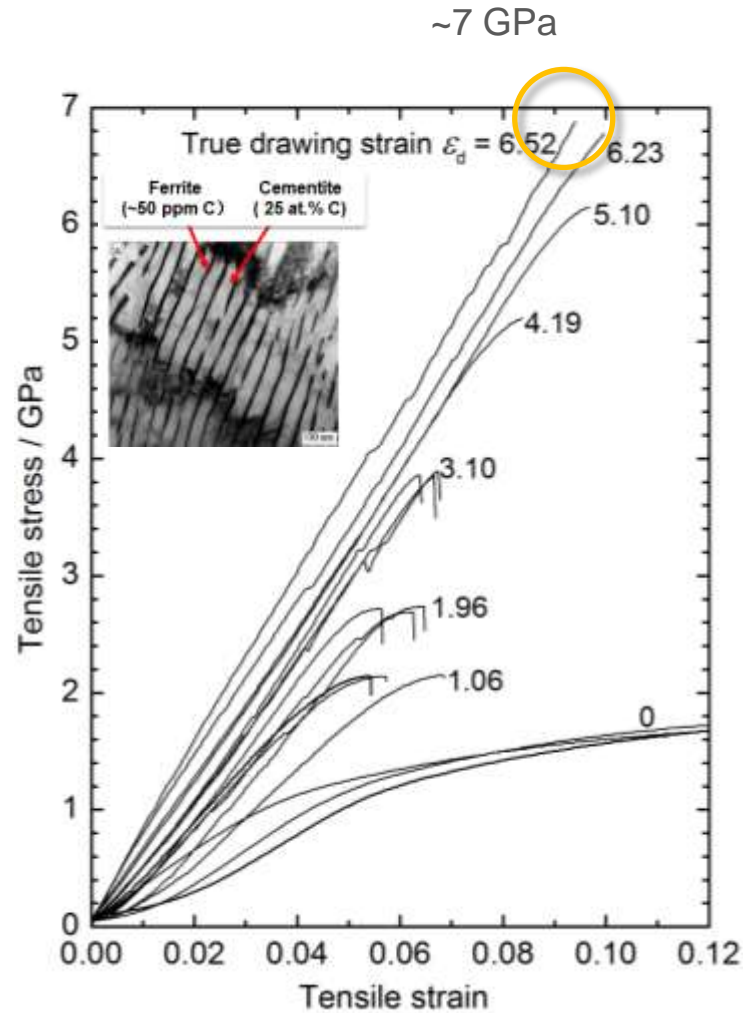 ~7 GPa
True drawing strain εd = 6.52
6.23
Ferrite
(~50 ppm C)
Cementite
( 25 at.% C)
5.10
4.19
3.10
1.96
1.06
0
7
6
5
4
3
2
1
0
Tensile stress / GPa
0.00 0.02 0.04 0.06 0.08 0.10 0.12
Tensile strain